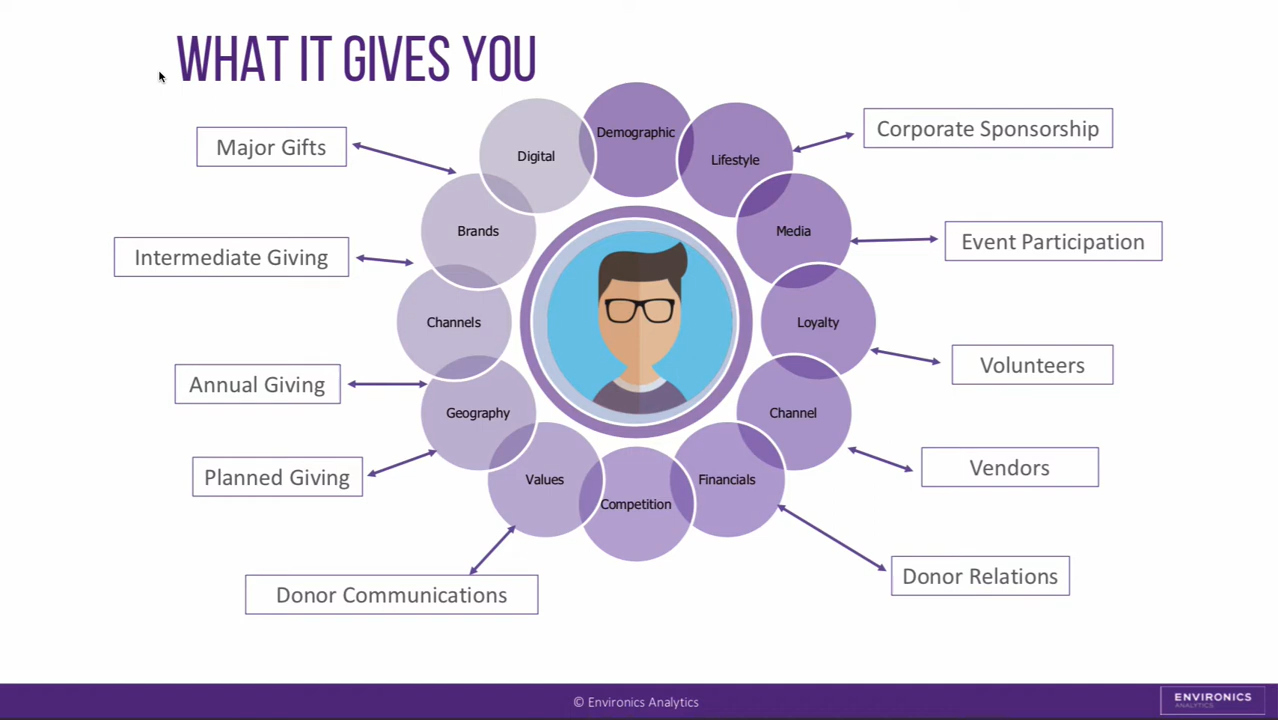 WHAT IT GIVES YOU
Demographic
Lifestyle
Media
Loyalty
Channel
Financials
Competition
Values
Geography
Channels
Brands
Digital
Major Gifts
Intermediate Giving
Annual Giving
Planned Giving
Donor Communications
Corporate Sponsorship
Event Participation
Volunteers
Vendors
Donor Relations
© Environics Analytics
ENVIRONICS
ANALYTICS